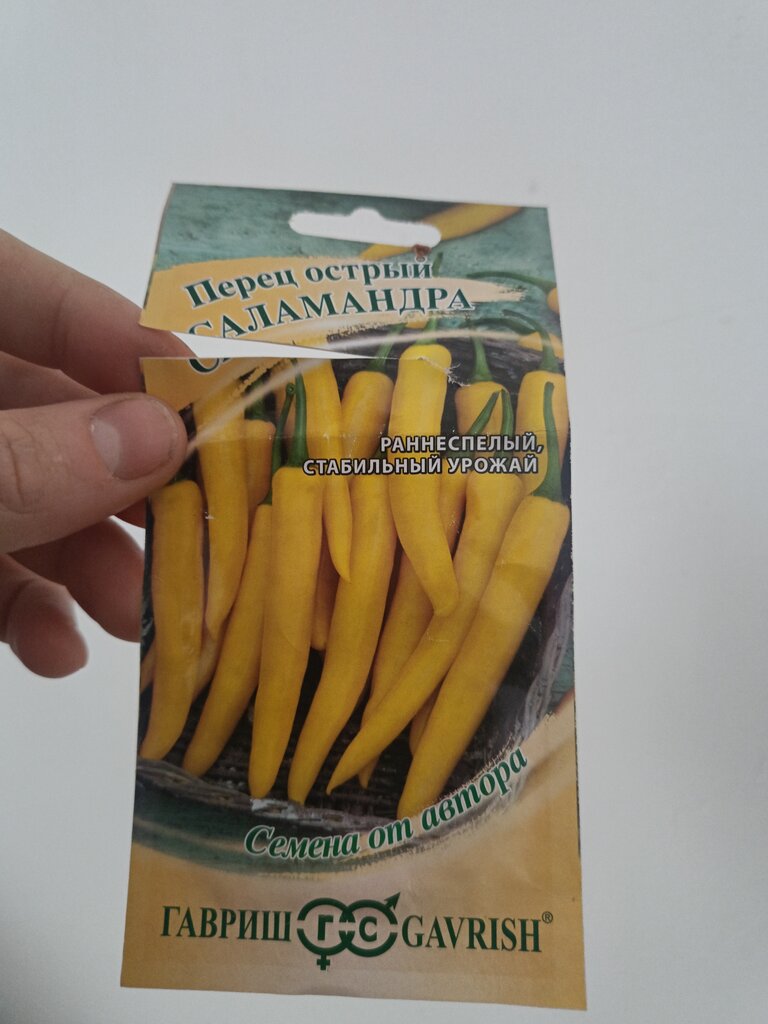 Перец острый
САЛАМАНДРА
РАННЕСПЕЛЫЙ,
СТАБИЛЬНЫЙ УРОЖАЙ
Семена от автора
ГАВРИШ ГС GAVRISH®